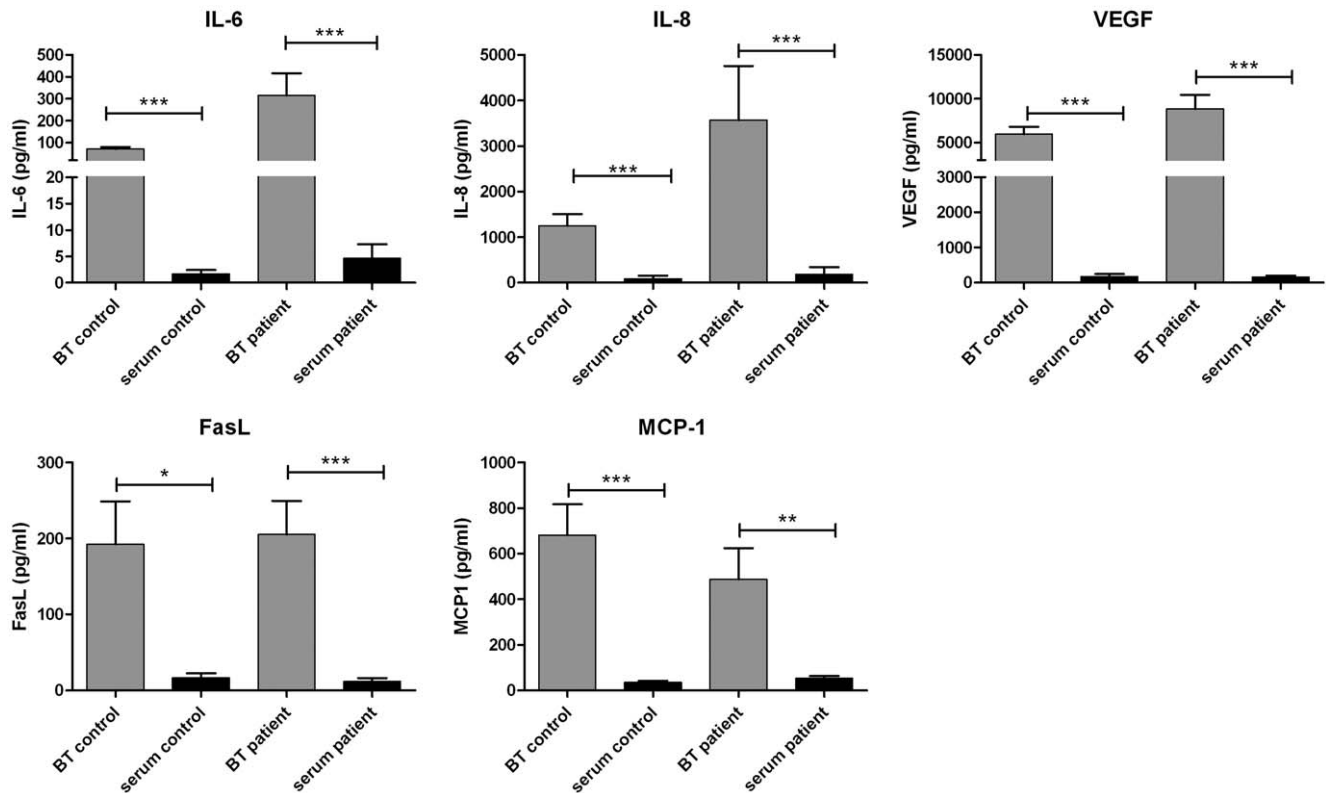 IL-6
IL-6 (pg/ml)
500
400
300
200
100
20
15
10
5
0
***
***
BT control
serum control
BT patient
serum patient
IL-8
IL-8 (pg/ml)
5000
4000
3000
2000
1000
0
***
***
BT control
serum control
BT patient
serum patient
VEGF
VEGF (pg/ml)
15000
10000
5000
3000
2000
1000
0
***
***
BT control
serum control
BT patient
serum patient
FasL
FasL (pg/ml)
300
200
100
0
*
***
BT control
serum control
BT patient
serum patient
MCP-1
MCP1 (pg/ml)
1000
800
600
400
200
0
***
**
BT control
serum control
BT patient
serum patient